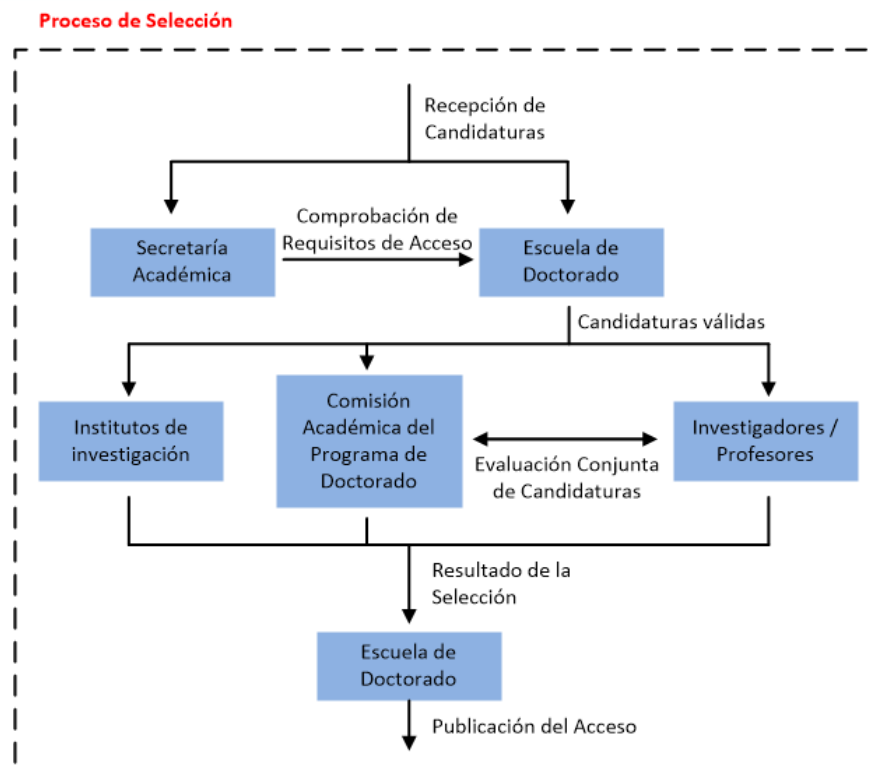 Proceso de Selección
Recepción de
Candidaturas
Secretaría
Académica
Comprobación de
Requisitos de Acceso
Escuela de
Doctorado
Candidaturas válidas
Institutos de
investigación
Comisión
Académica del
Programa de
Doctorado
Evaluación Conjunta
de Candidaturas
Investigadores /
Profesores
Resultado de la
Selección
Escuela de
Doctorado
Publicación del Acceso